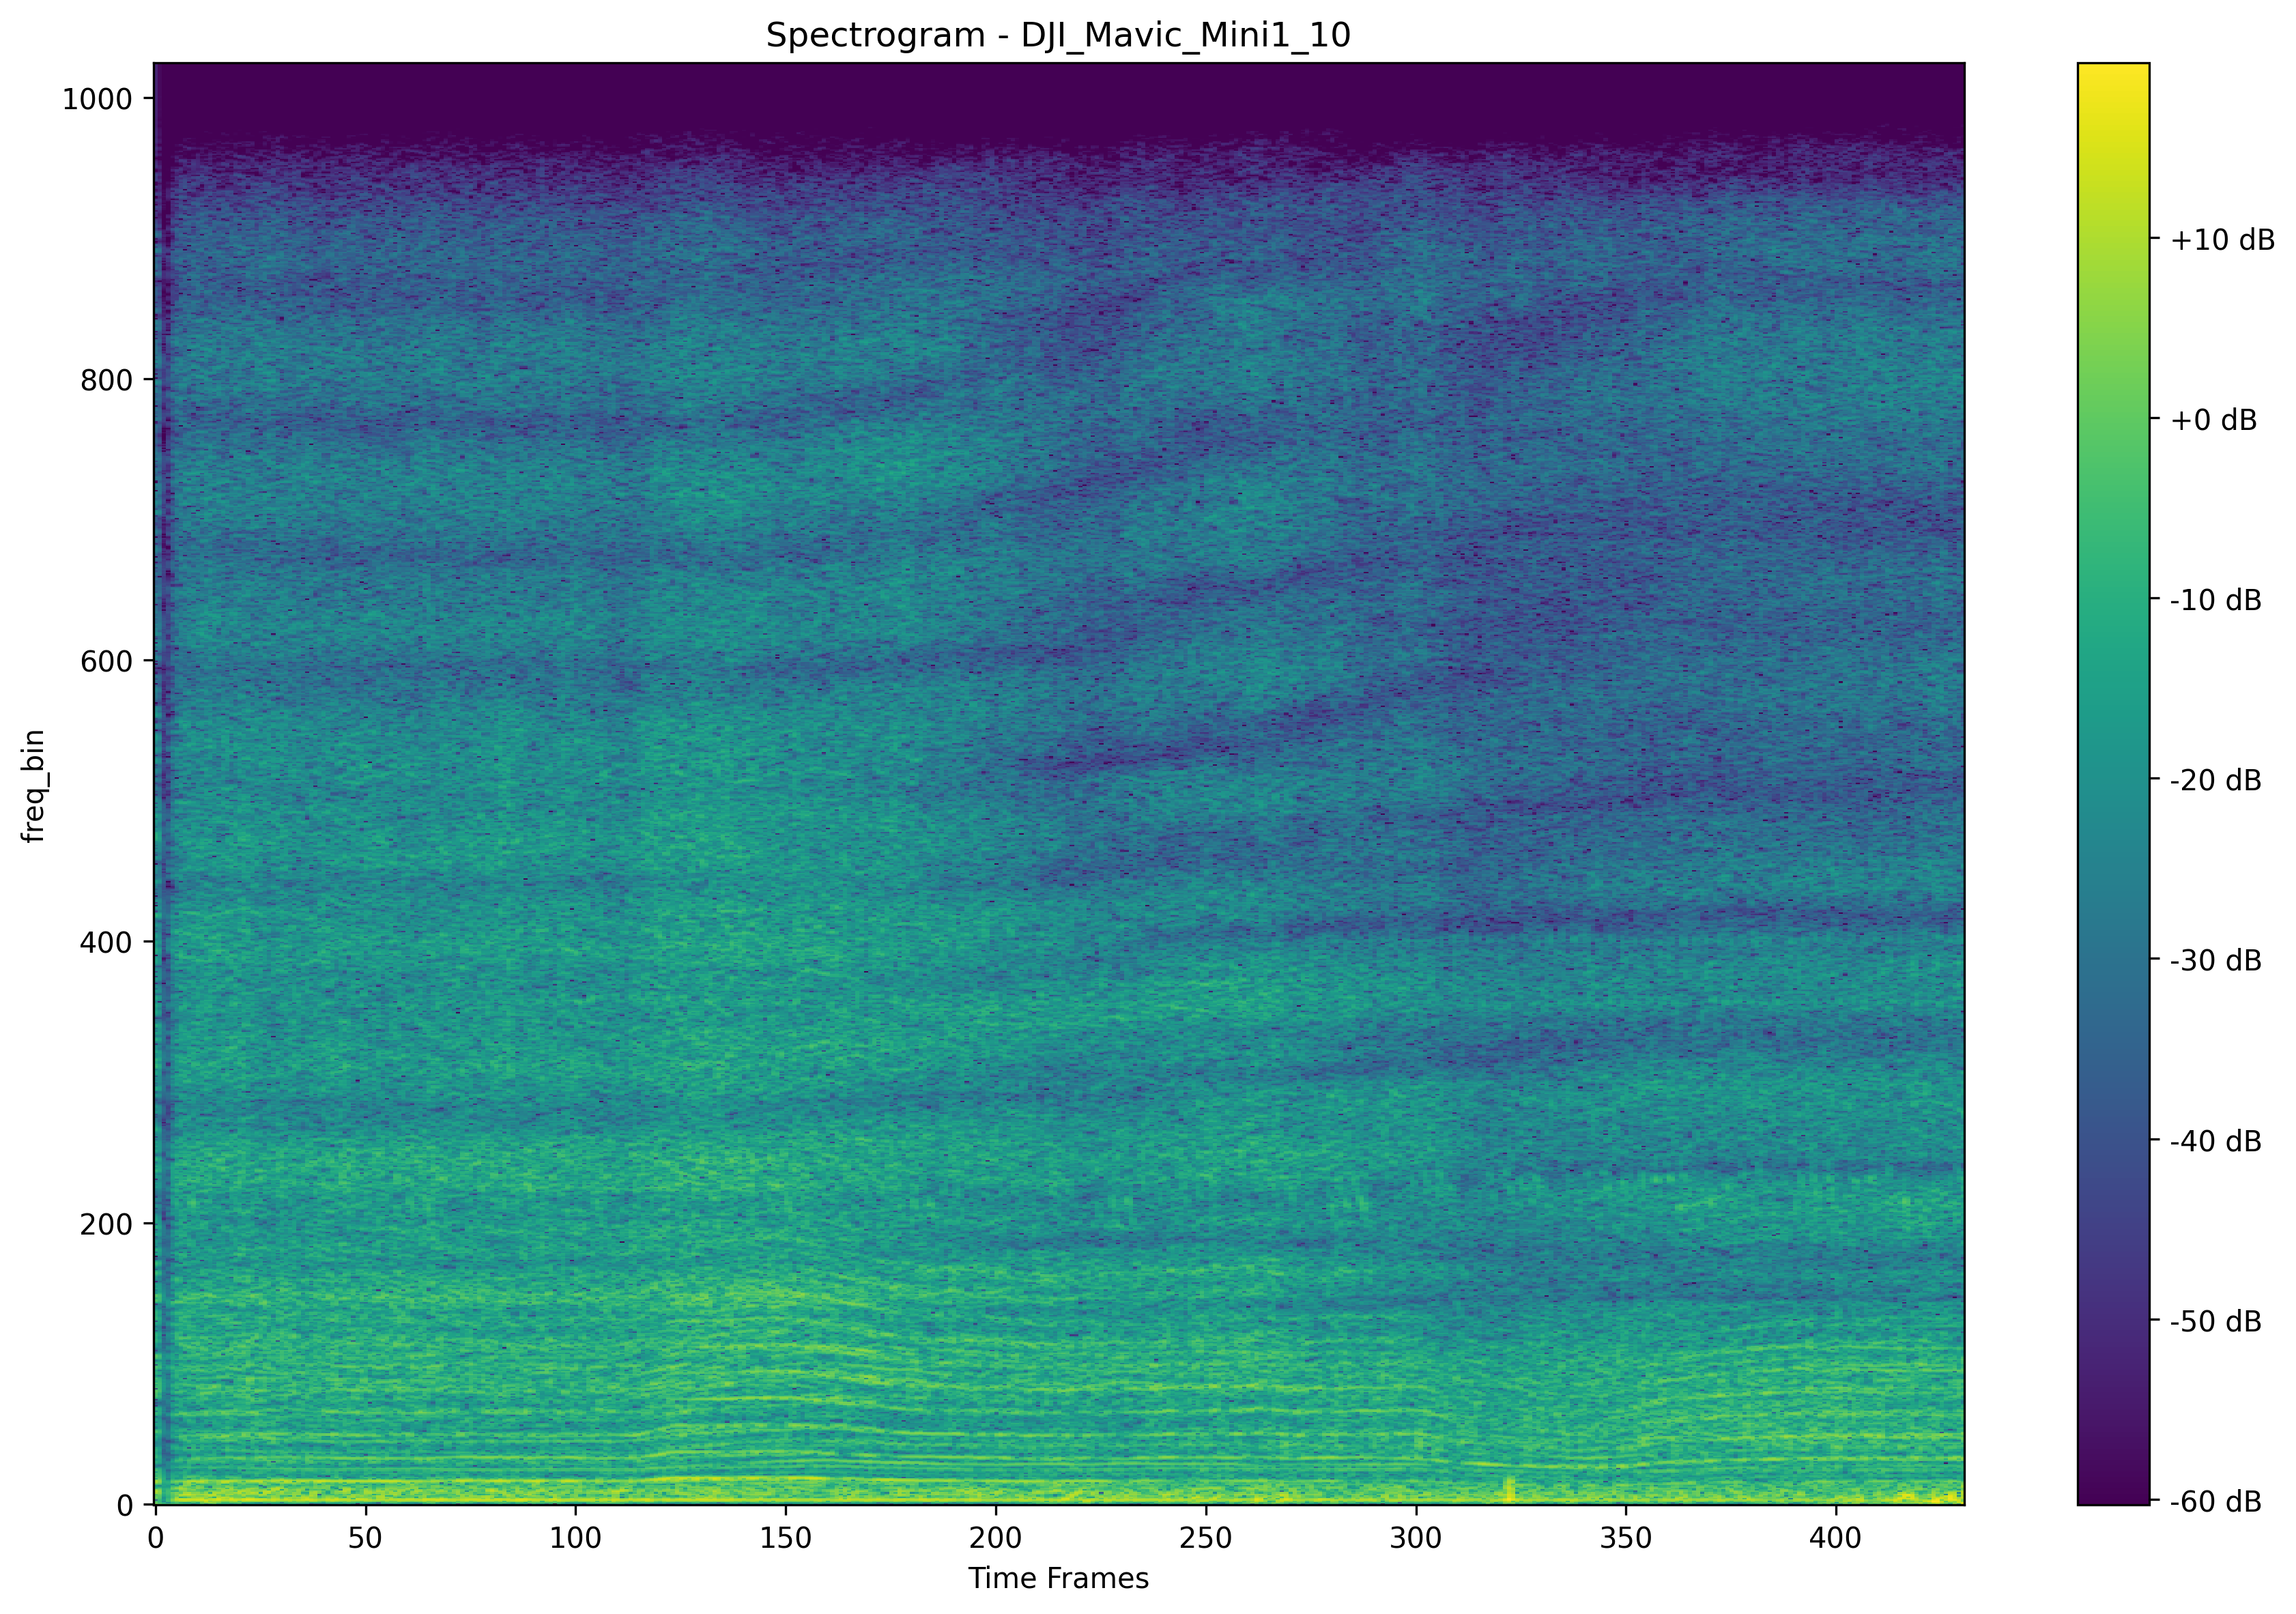 Spectrogram - DJI_Mavic_Mini1_10
1000
800
600
400
200
0
freq_bin
0 50 100 150 200 250 300 350 400
Time Frames
+10 dB
+0 dB
-10 dB
-20 dB
-30 dB
-40 dB
-50 dB
-60 dB